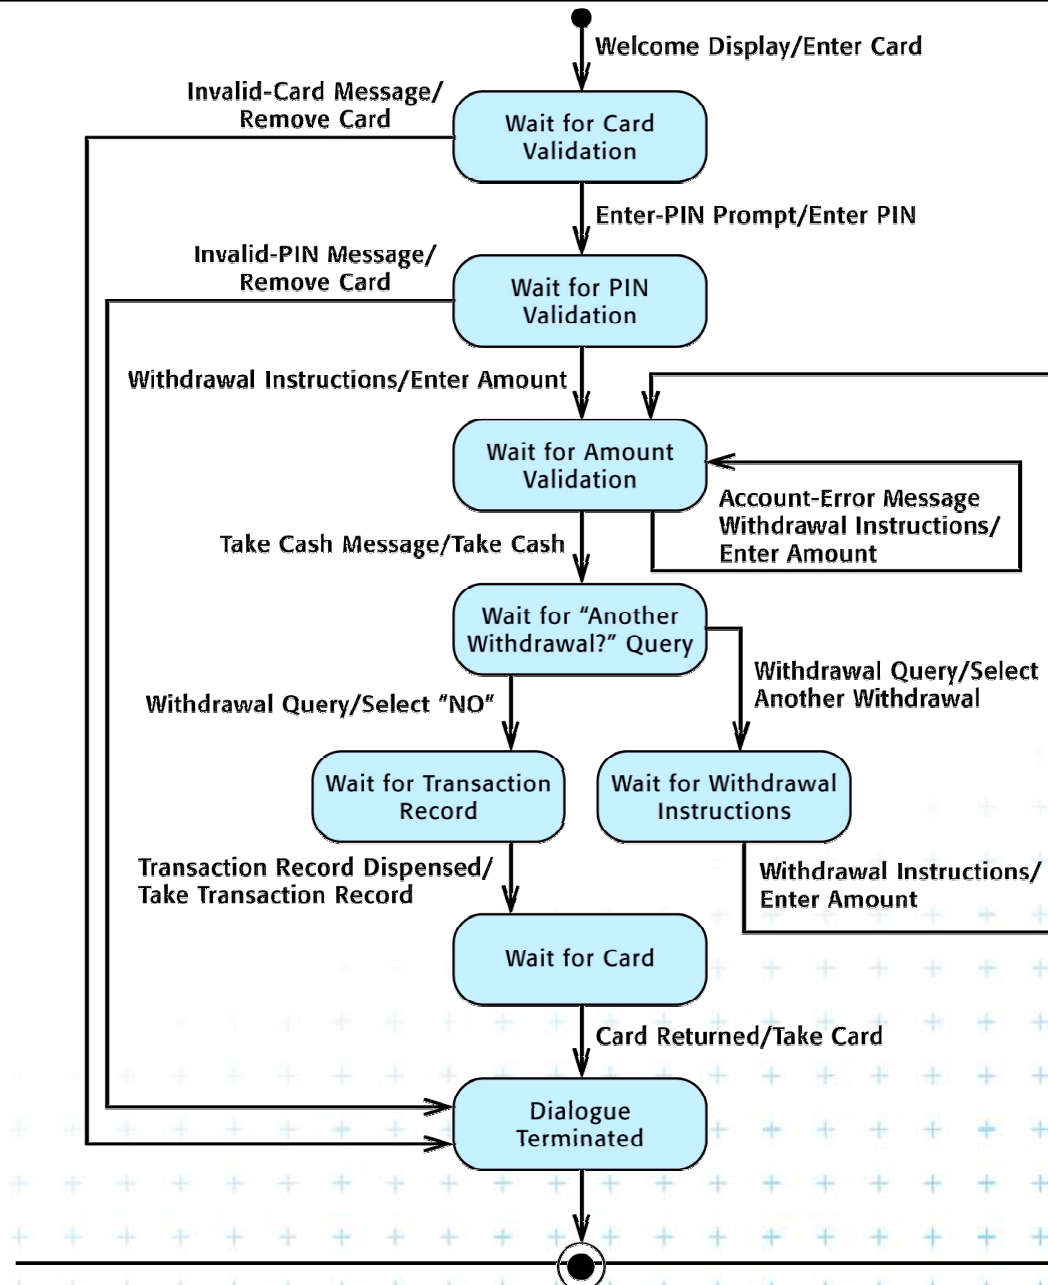 Welcome Display/Enter Card
Invalid-Card Message/
Remove Card
Wait for Card
Validation
Enter-PIN Prompt/Enter PIN
Invalid-PIN Message/
Remove Card
Wait for PIN
Validation
Withdrawal Instructions/Enter Amount
Wait for Amount
Validation
Account-Error Message
Withdrawal Instructions/
Enter Amount
Take Cash Message/Take Cash
Wait for “Another
Withdrawal?” Query
Withdrawal Query/Select
Another Withdrawal
Withdrawal Query/Select "NO"
Wait for Transaction
Record
Wait for Withdrawal
Instructions
Transaction Record Dispensed/
Take Transaction Record
Withdrawal Instructions/
Enter Amount
Wait for Card
Card Returned/Take Card
Dialogue
Terminated